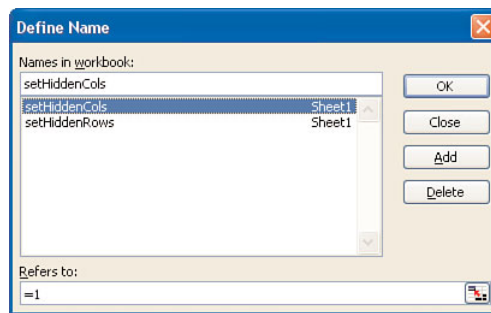 Define Name
Names in workbook:
setHiddenCols
setHiddenCols Sheet1
setHiddenRows Sheet1
OK
Close
Add
Delete
Refers to:
=1